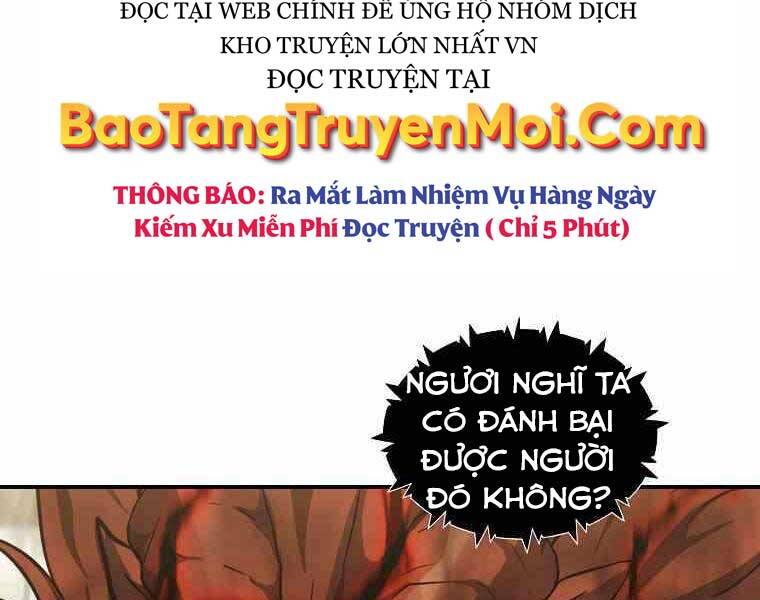 ĐỌC TẠI WEB CHÍNH ĐỂ ỦNG HỘ NHÓM DỊCH
KHO TRUYỆN LỚN NHẤT VN
ĐỌC TRUYỆN TẠI
BaoTangTruyenMoi.Com
THÔNG BÁO: Ra Mắt Làm Nhiệm Vụ Hàng Ngày
Kiếm Xu Miễn Phí Đọc Truyện ( Chỉ 5 Phút)
NGƯƠI NGHĨ TA
CÓ ĐÁNH BẠI
ĐƯỢC NGƯỜI
ĐÓ KHÔNG?